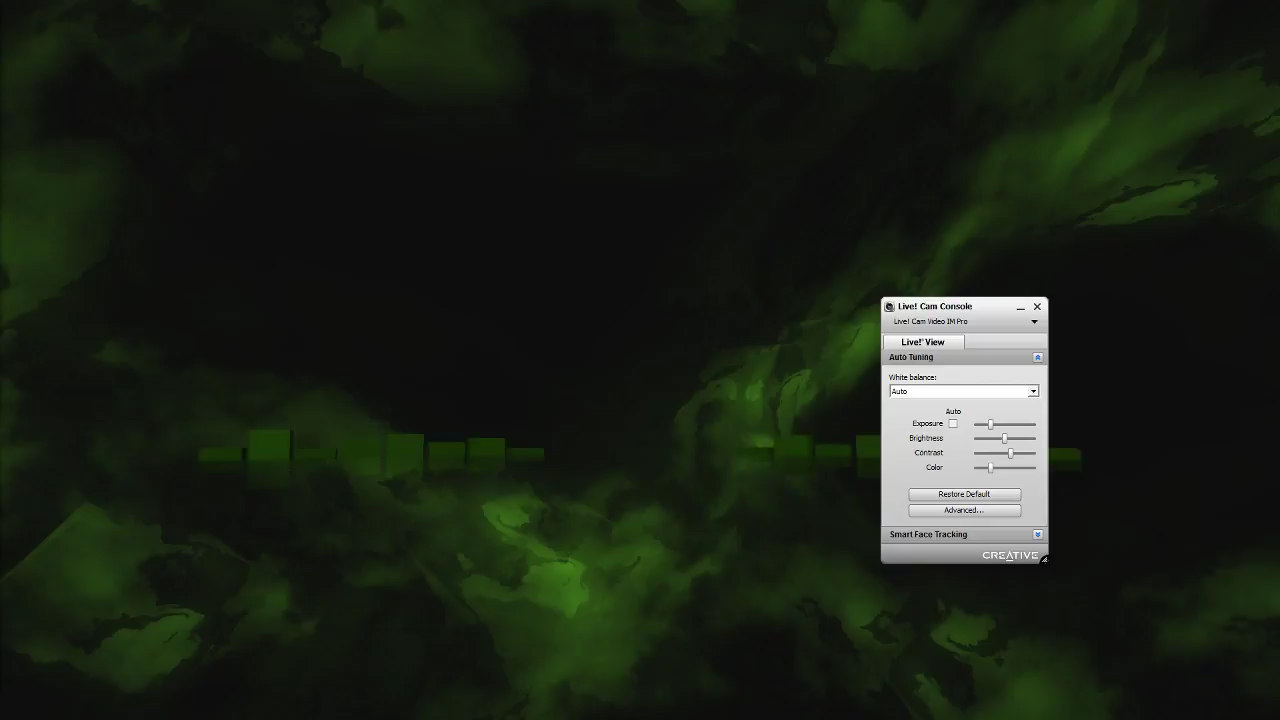 Live! Cam Console
Live! Cam Video IM Pro
Live! View
Auto Tuning
White balance:
Auto
Auto
Exposure
Brightness
Contrast
Color
Restore Default
Advanced...
Smart Face Tracking
CREATIVE